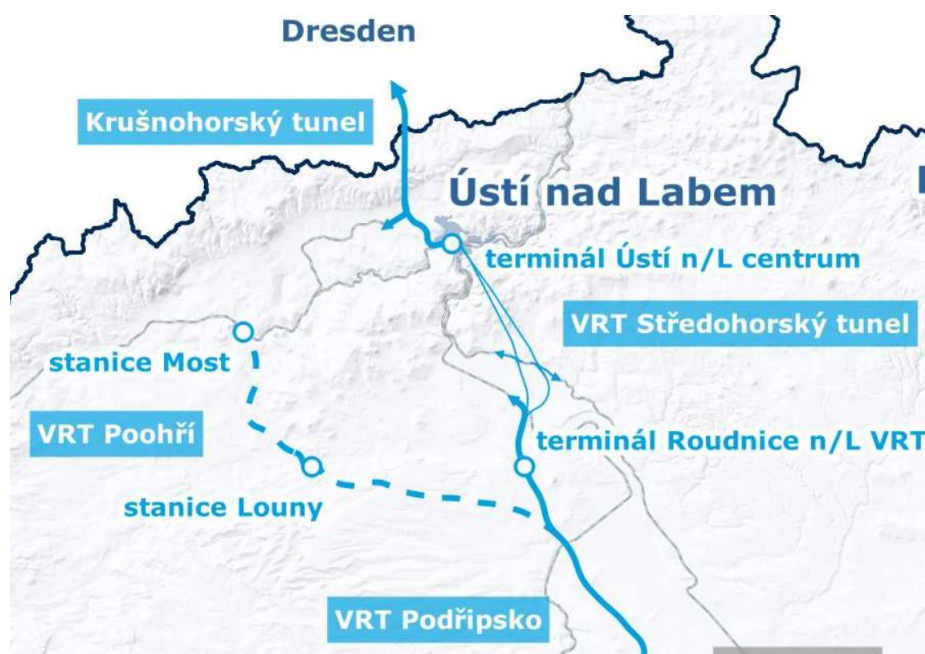 Dresden
Krušnohorský tunel
Ústí nad Labem
terminál Ústí n/L centrum
VRT Středohorský tunel
stanice Most
VRT Poohří
terminál Roudnice n/L VRT
stanice Louny
VRT Podřipsko